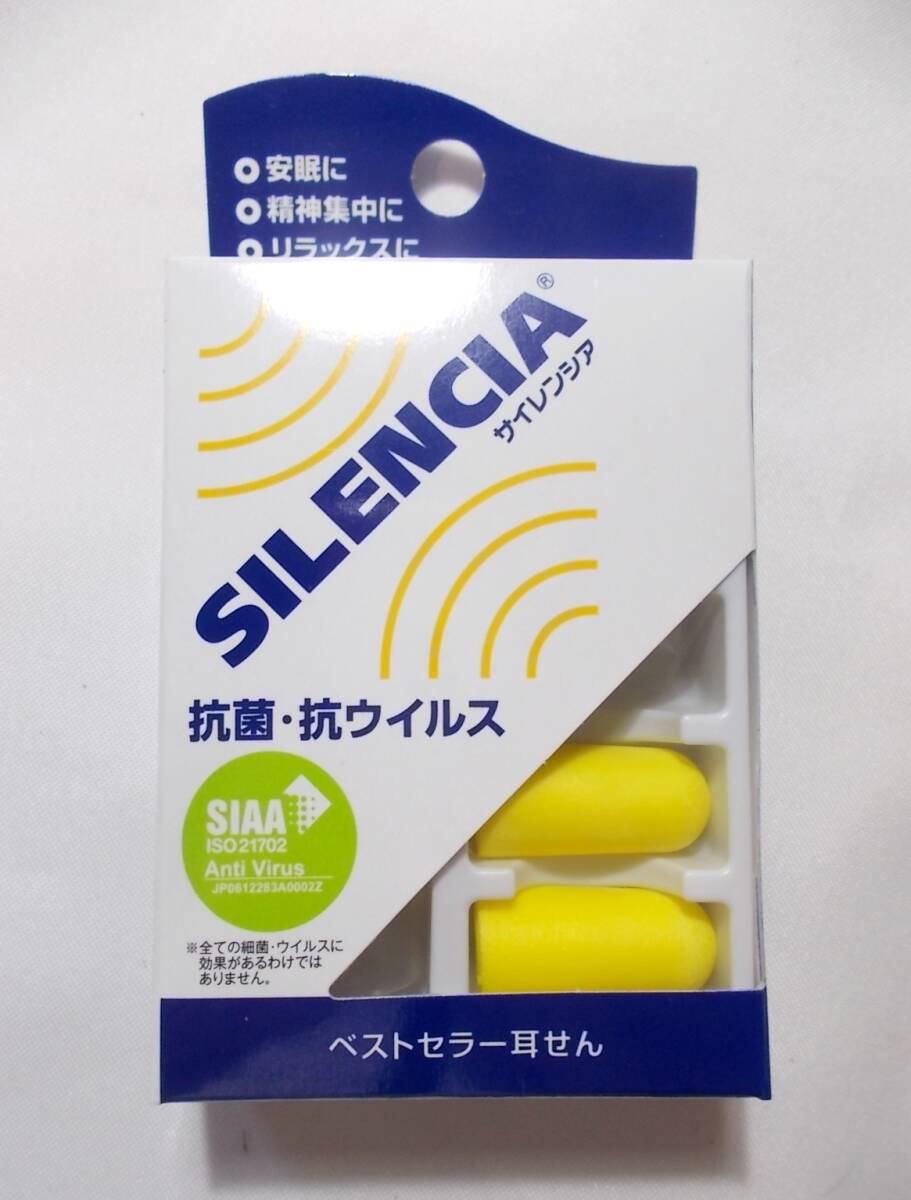 安眠に
精神集中に
リラックスに
SILENCIA®
サイレンシア
抗菌・抗ウイルス
SIAA
ISO21702
Anti Virus
JP0612283A0002Z
※全ての細菌・ウイルスに
効果があるわけでは
ありません。
ベストセラー耳せん